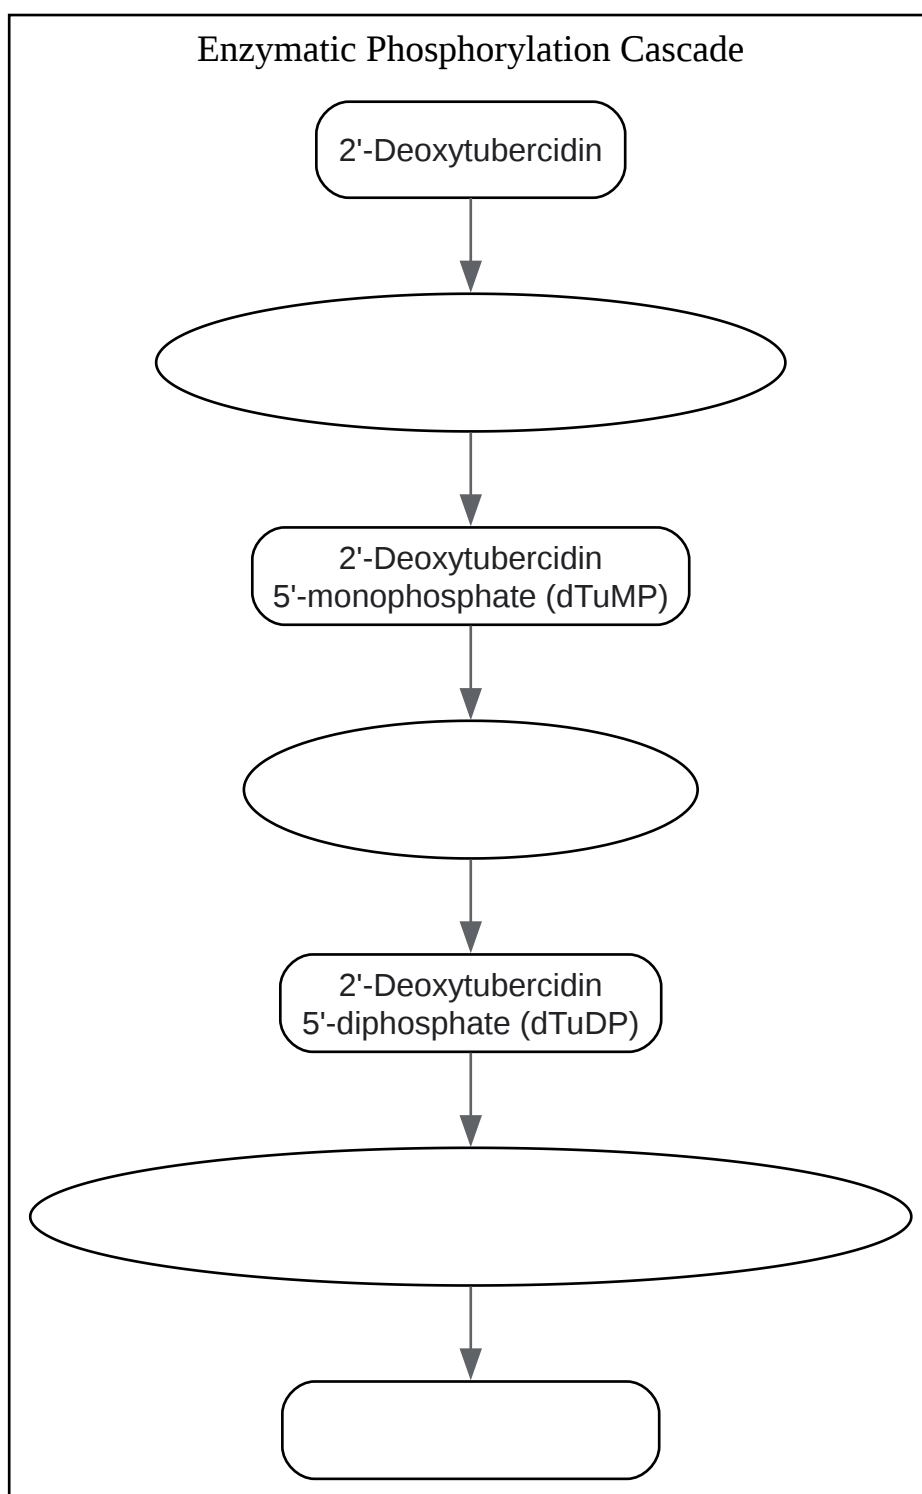 Enzymatic Phosphorylation Cascade
2'-Deoxytubercidin
2'-Deoxytubercidin
5'-monophosphate (dTuMP)
2'-Deoxytubercidin
5'-diphosphate (dTuDP)